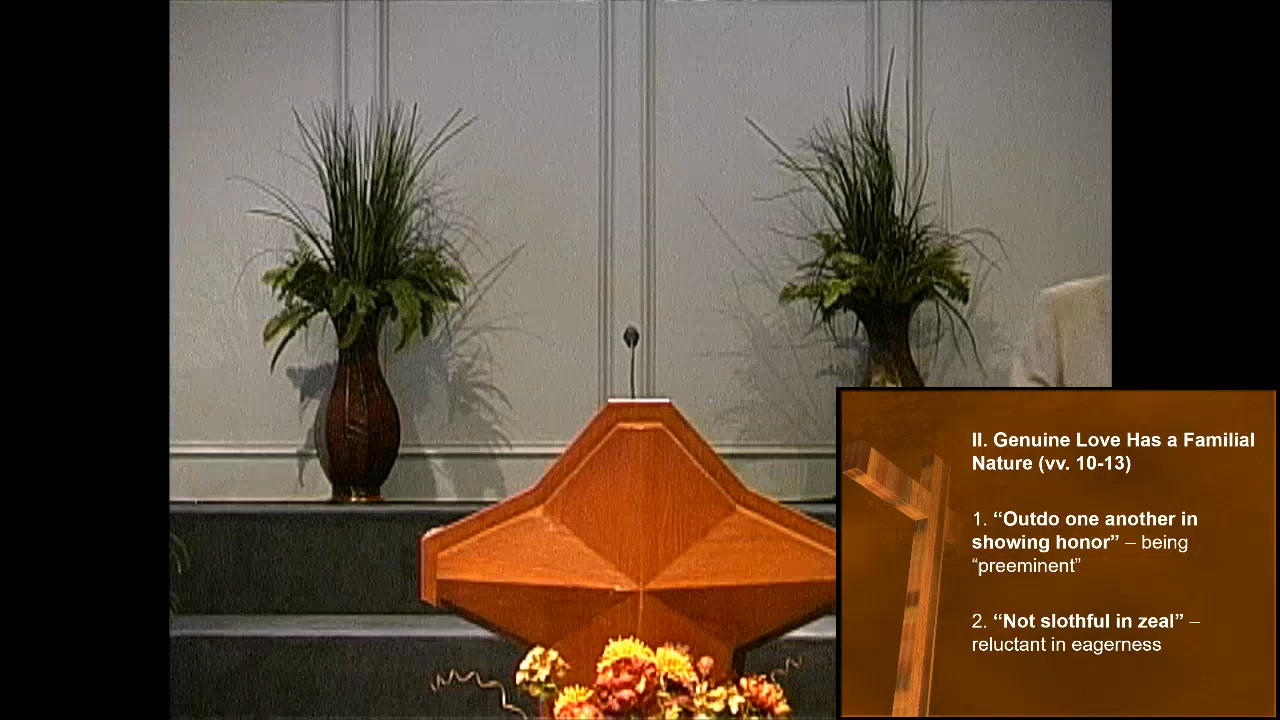 II. Genuine Love Has a Familial
Nature (vv. 10-13)
1. “Outdo one another in
showing honor” – being
“preeminent”
2. “Not slothful in zeal” –
reluctant in eagerness